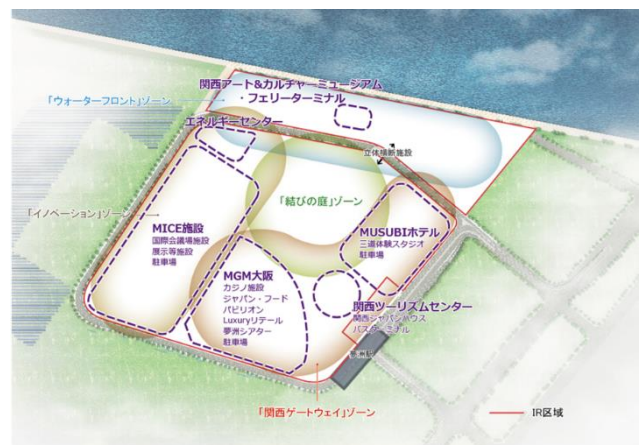 関西アート&カルチャーミュージアム
・フェリーターミナル
「ウォーターフロント」ゾーン
エネルギーセンター
立体横断施設
「結びの庭」ゾーン
「イノベーション」ゾーン
MICE施設
国際会議場施設
展示等施設
駐車場
MUSUBIホテル
三道体験スタジオ
駐車場
MGM大阪
カジノ施設
ジャパン・フード
パビリオン
Luxuryリテール
夢洲シアター
駐車場
関西ツーリズムセンター
関西ジャパンハウス
バスターミナル
夢洲駅
「関西ゲートウェイ」ゾーン
IR区域